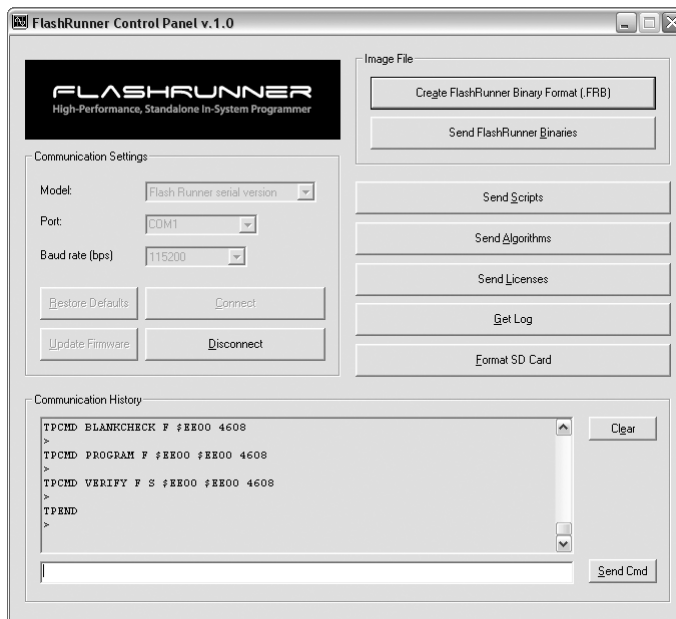 FlashRunner Control Panel v.1.0
FLASHRUNNER
High-Performance, Standalone In-System Programmer
Communication Settings
Model:
Flash Runner serial version
Port:
COM1
Baud rate (bps)
115200
Restore Defaults
Connect
Update Firmware
Disconnect
Image File
Create FlashRunner Binary Format (.FRB)
Send FlashRunner Binaries
Send Scripts
Send Algorithms
Send Licenses
Get Log
Format SD Card
Communication History
TPCMD BLANKCHECK F $EE00 4608
>
TPCMD PROGRAM F $EE00 $EE00 4608
>
TPCMD VERIFY F S $EE00 $EE00 4608
>
TPEND
>
Clear
Send Cmd